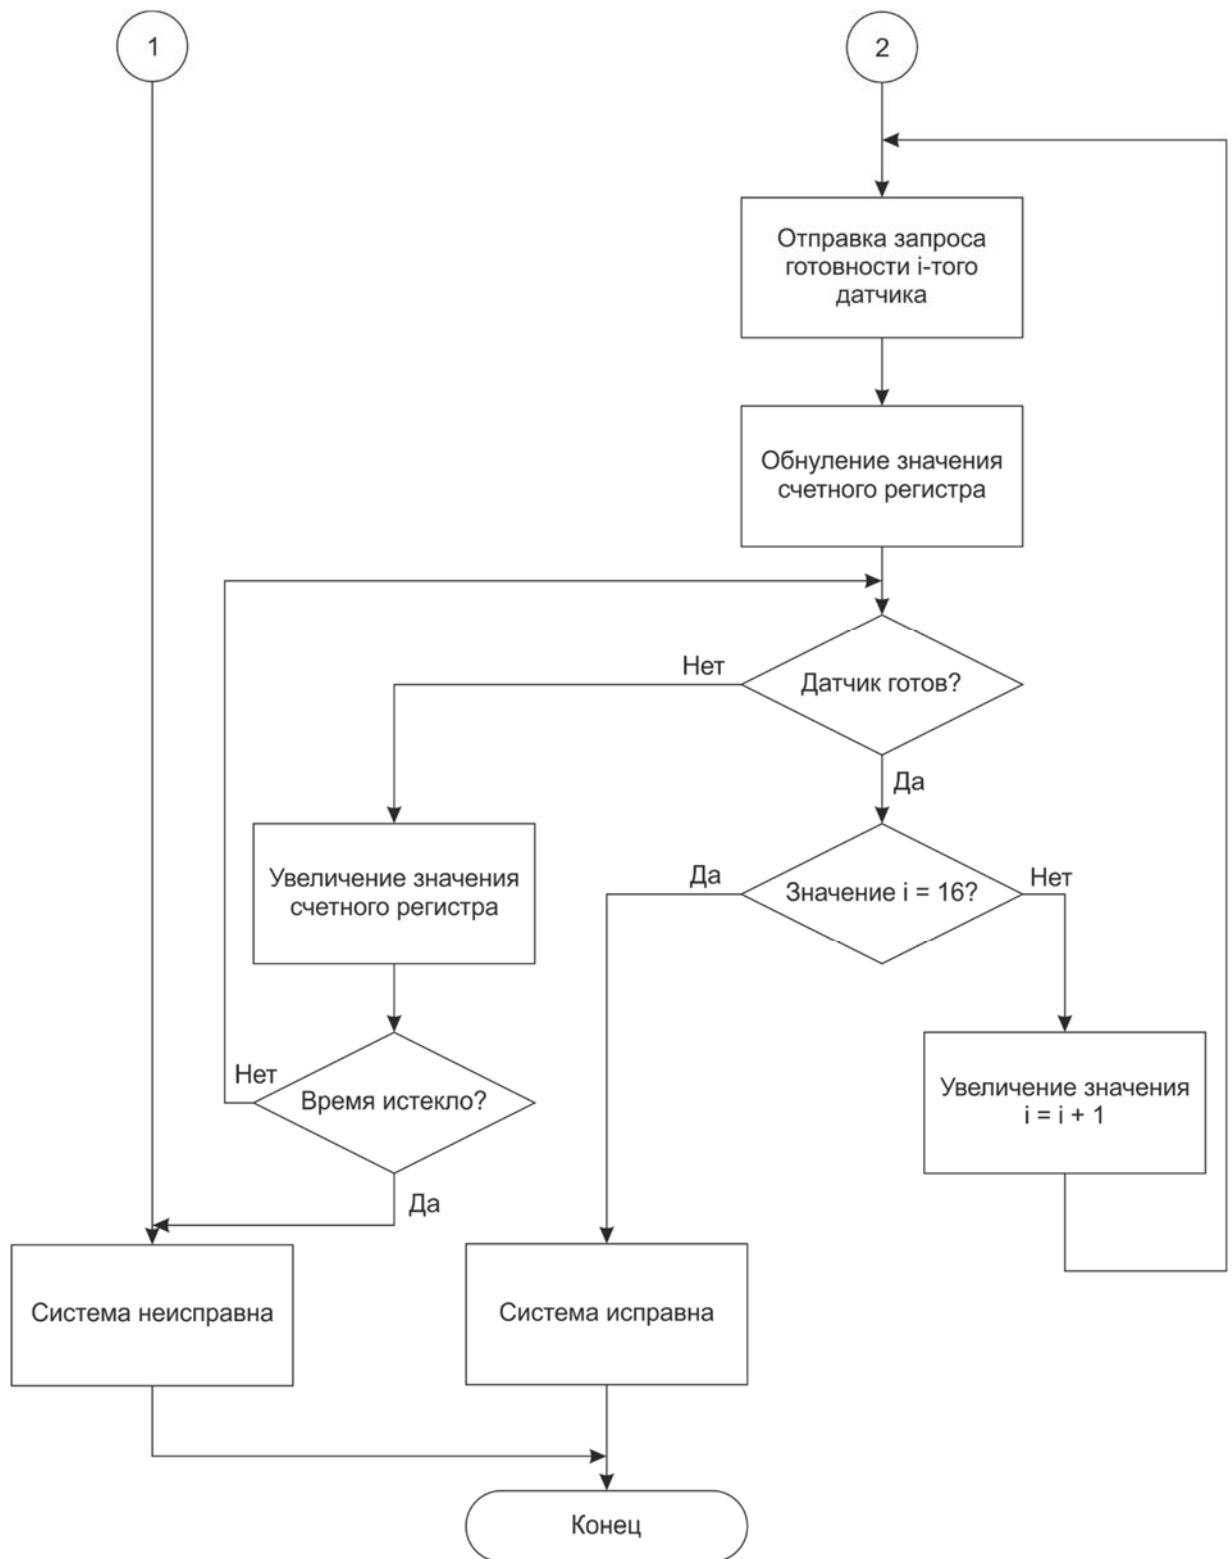 1
2
Отправка запроса
готовности i-того
датчика
Обнуление значения
счетного регистра
Нет
Датчик готов?
Да
Увеличение значения
счетного регистра
Да
Значение i = 16?
Нет
Нет
Время истекло?
Да
Увеличение значения
i = i + 1
Система неисправна
Система исправна
Конец